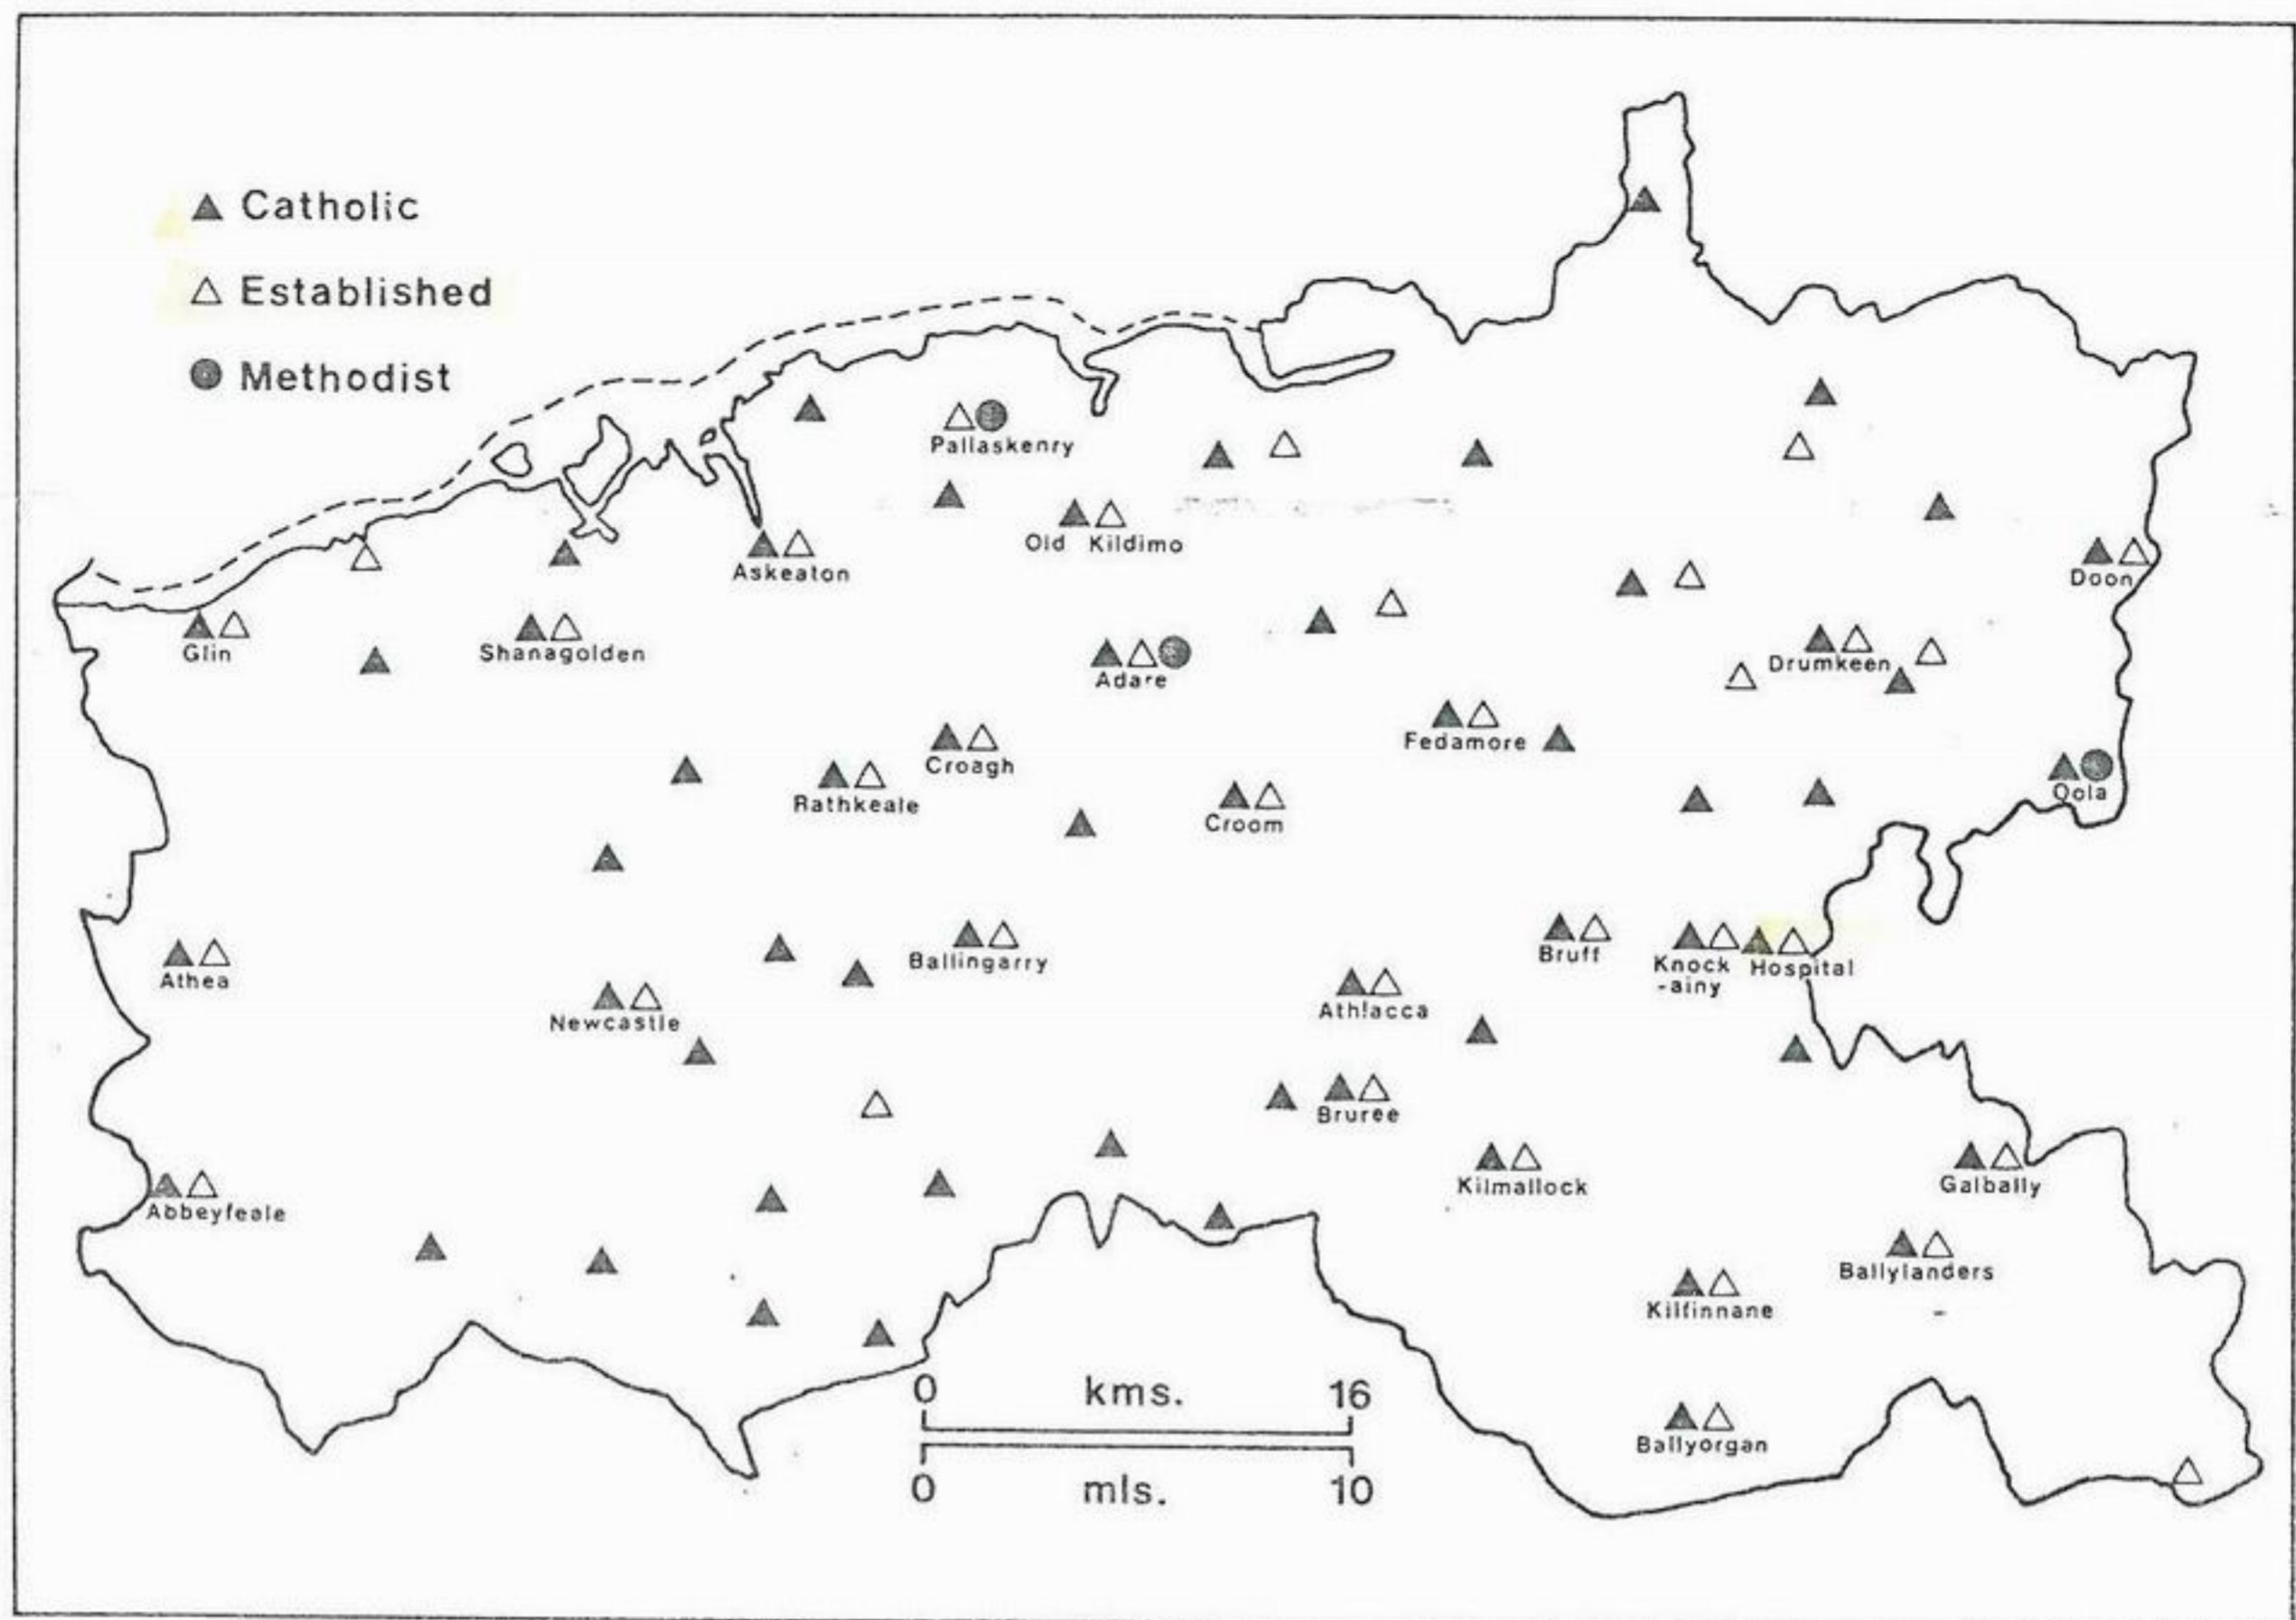 Catholic
Established
Methodist
Pallaskenry
Old Kildimo
Askeaton
Doon
Glin
Shanagolden
Drumkeen
Adare
Fedamore
Croagh
Rathkeale
Oola
Croom
Bruff
Ballingarry
Knock
-ainy
Hospital
Athea
Athlacca
Newcastle
Bruree
Kilmallock
Galbally
Abbeyfeale
Ballylanders
Kilfinnane
0 kms. 16
Ballyorgan
0 mls. 10